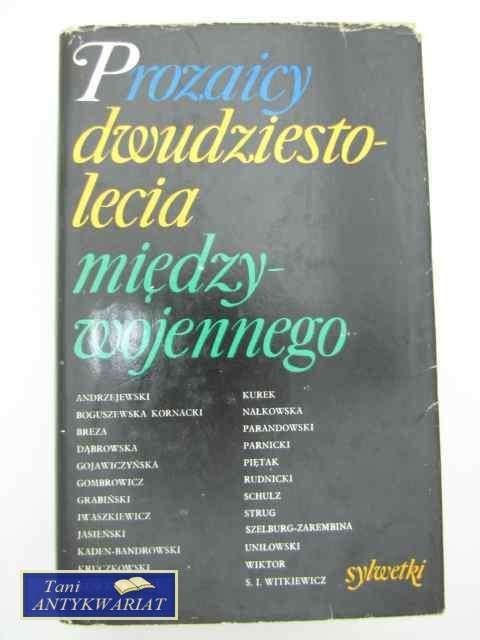 Prozaicy
dwudziesto-
lecia
między-
wojennego
ANDRZEJEWSKI
BOGUSZEWSKA KORNACKI
BREZA
DĄBROWSKA
GOJAWICZYŃSKA
GOMBROWICZ
GRABIŃSKI
IWASZKIEWICZ
JASIEŃSKI
KADEN-BANDROWSKI
KRUCZKOWSKI
KUREK
NAŁKOWSKA
PARANDOWSKI
PARNICKI
PIĘTAK
RUDNICKI
SCHULZ
STRUG
SZELBURG-ZAREMBINA
UNIŁOWSKI
WIKTOR
S. I. WITKIEWICZ
sylwetki
Tani
ANTYKWARIAT